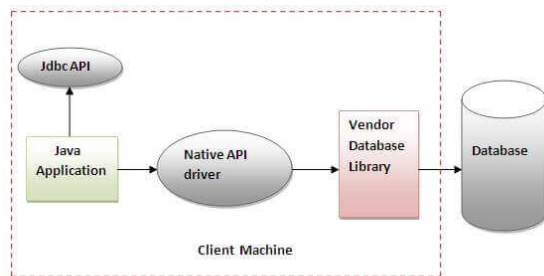 Jdbc API
Java
Application
Native API
driver
Vendor
Database
Library
Database
Client Machine